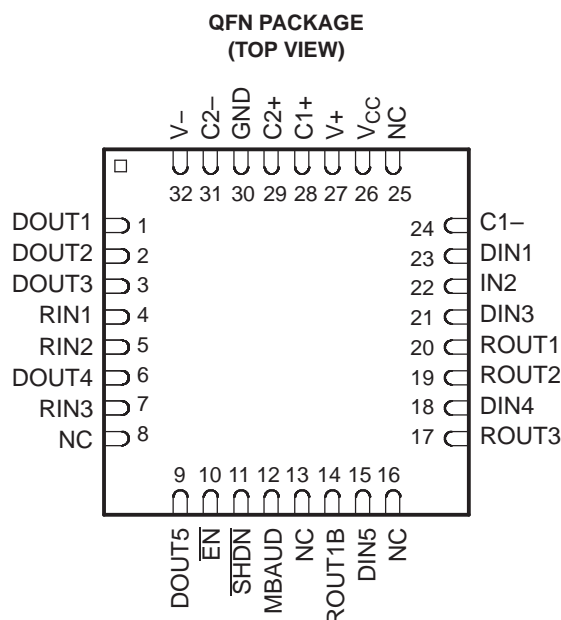 QFN PACKAGE
(TOP VIEW)
V–
C2–
GND
C2+
C1+
V+
VCC
NC
32 31 30 29 28 27 26 25
DOUT1 1
DOUT2 2
DOUT3 3
RIN1 4
RIN2 5
DOUT4 6
RIN3 7
NC 8
24 C1–
23 DIN1
22 IN2
21 DIN3
20 ROUT1
19 ROUT2
18 DIN4
17 ROUT3
9 10 11 12 13 14 15 16
DOUT5
EN
SHDN
MBAUD
NC
ROUT1B
DIN5
NC